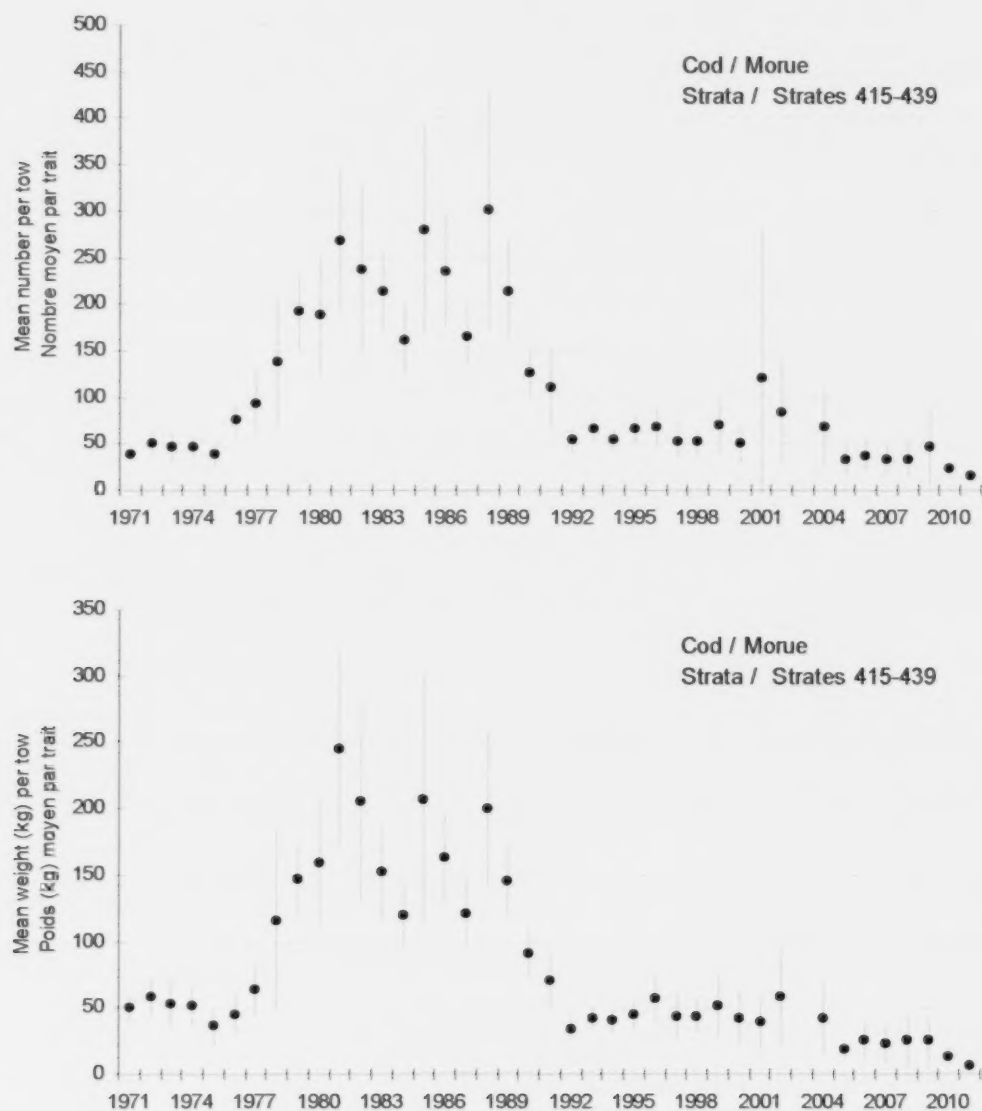 500
450
400
350
300
250
200
150
100
50
0
Mean number per tow
Nombre moyen par trait
Cod / Morue
Strata / Strates 415-439
1971 1974 1977 1980 1983 1986 1989 1992 1995 1998 2001 2004 2007 2010
350
300
250
200
150
100
50
0
Mean weight (kg) per tow
Poids (kg) moyen par trait
Cod / Morue
Strata / Strates 415-439
1971 1974 1977 1980 1983 1986 1989 1992 1995 1998 2001 2004 2007 2010